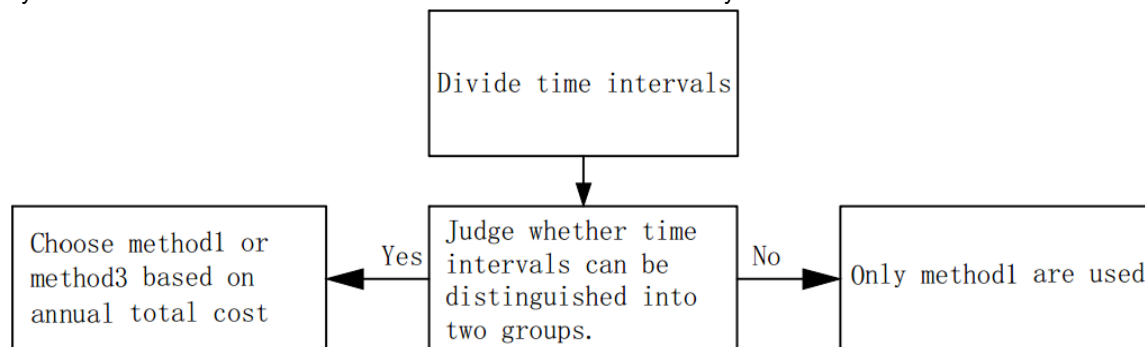 Divide time intervals
Choose method1 or
method3 based on
annual total cost
Yes
Judge whether time
intervals can be
distinguished into
two groups.
No
Only method1 are used